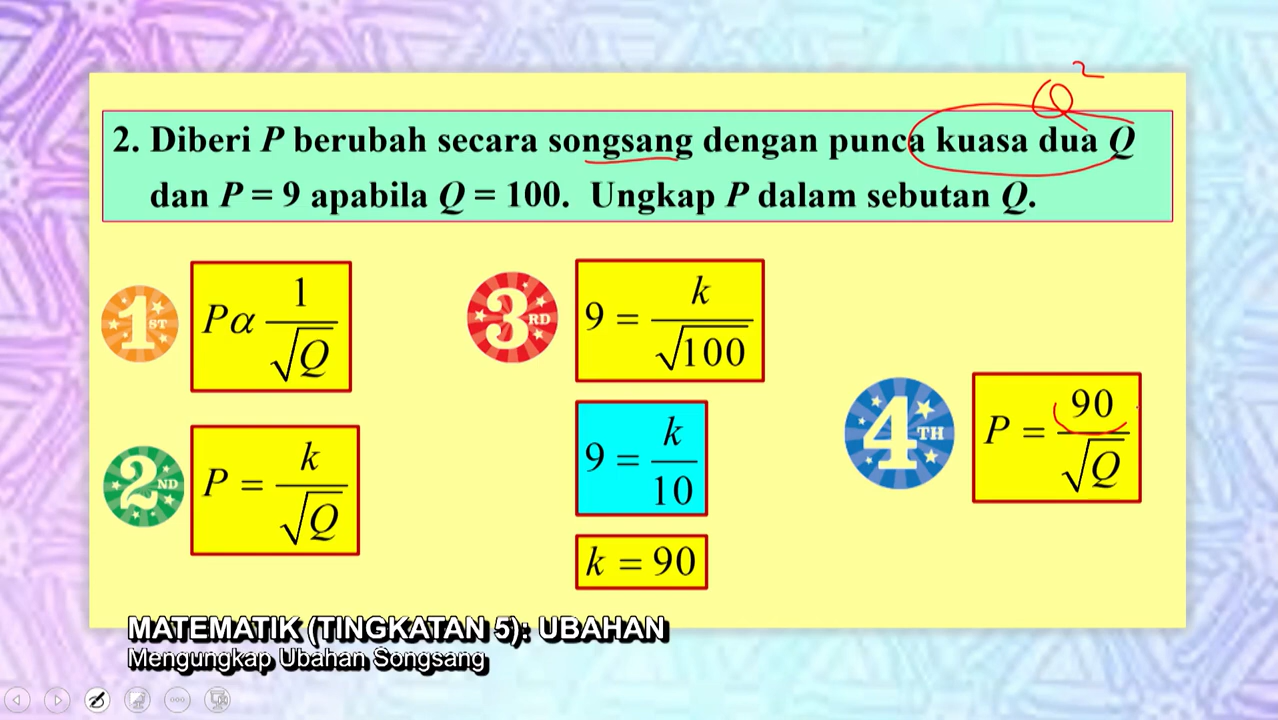 Q²
2. Diberi P berubah secara songsang dengan punca kuasa dua Q
dan P = 9 apabila Q = 100. Ungkap P dalam sebutan Q.
1ST
P α 1/√Q
2ND
P = k/√Q
3RD
9 = k/√100
9 = k/10
k = 90
4TH
P = 90/√Q
MATEMATIK (TINGKATAN 5): UBAHAN
Mengungkap Ubahan Songsang